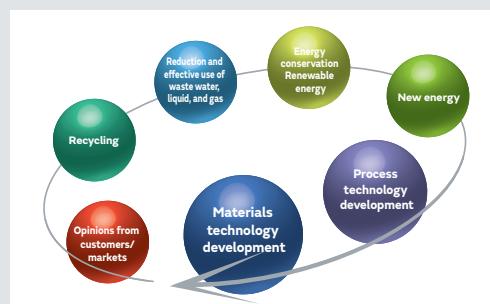 Reduction and
effective use of
waste water,
liquid, and gas
Energy
conservation
Renewable
energy
New energy
Recycling
Process
technology
development
Materials
technology
development
Opinions from
customers/
markets